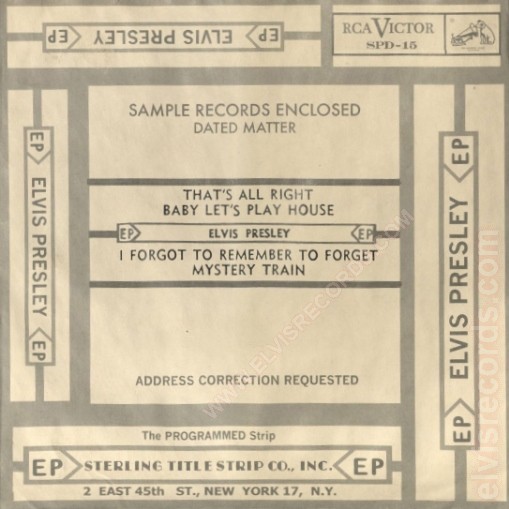 EP ELVIS PRESLEY EP
RCA VICTOR
SPD-15
SAMPLE RECORDS ENCLOSED
DATED MATTER
EP ELVIS PRESLEY EP
THAT'S ALL RIGHT
BABY LET'S PLAY HOUSE
EP ELVIS PRESLEY EP
I FORGOT TO REMEMBER TO FORGET
MYSTERY TRAIN
EP ELVIS PRESLEY EP
ADDRESS CORRECTION REQUESTED
The PROGRAMMED Strip
EP STERLING TITLE STRIP CO., INC. EP
2 EAST 45th ST., NEW YORK 17, N.Y.
WWW.ELVISRECORDS.COM
elvisrecords.com